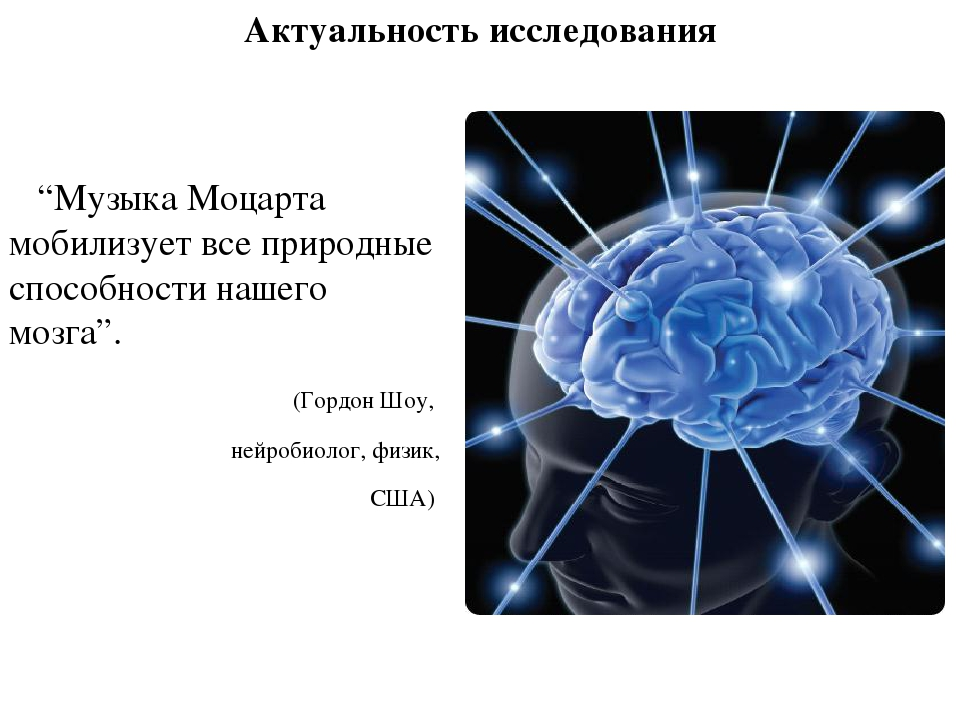 Актуальность исследования
“Музыка Моцарта
мобилизует все природные
способности нашего
мозга”.
(Гордон Шоу,
нейробиолог, физик,
США)